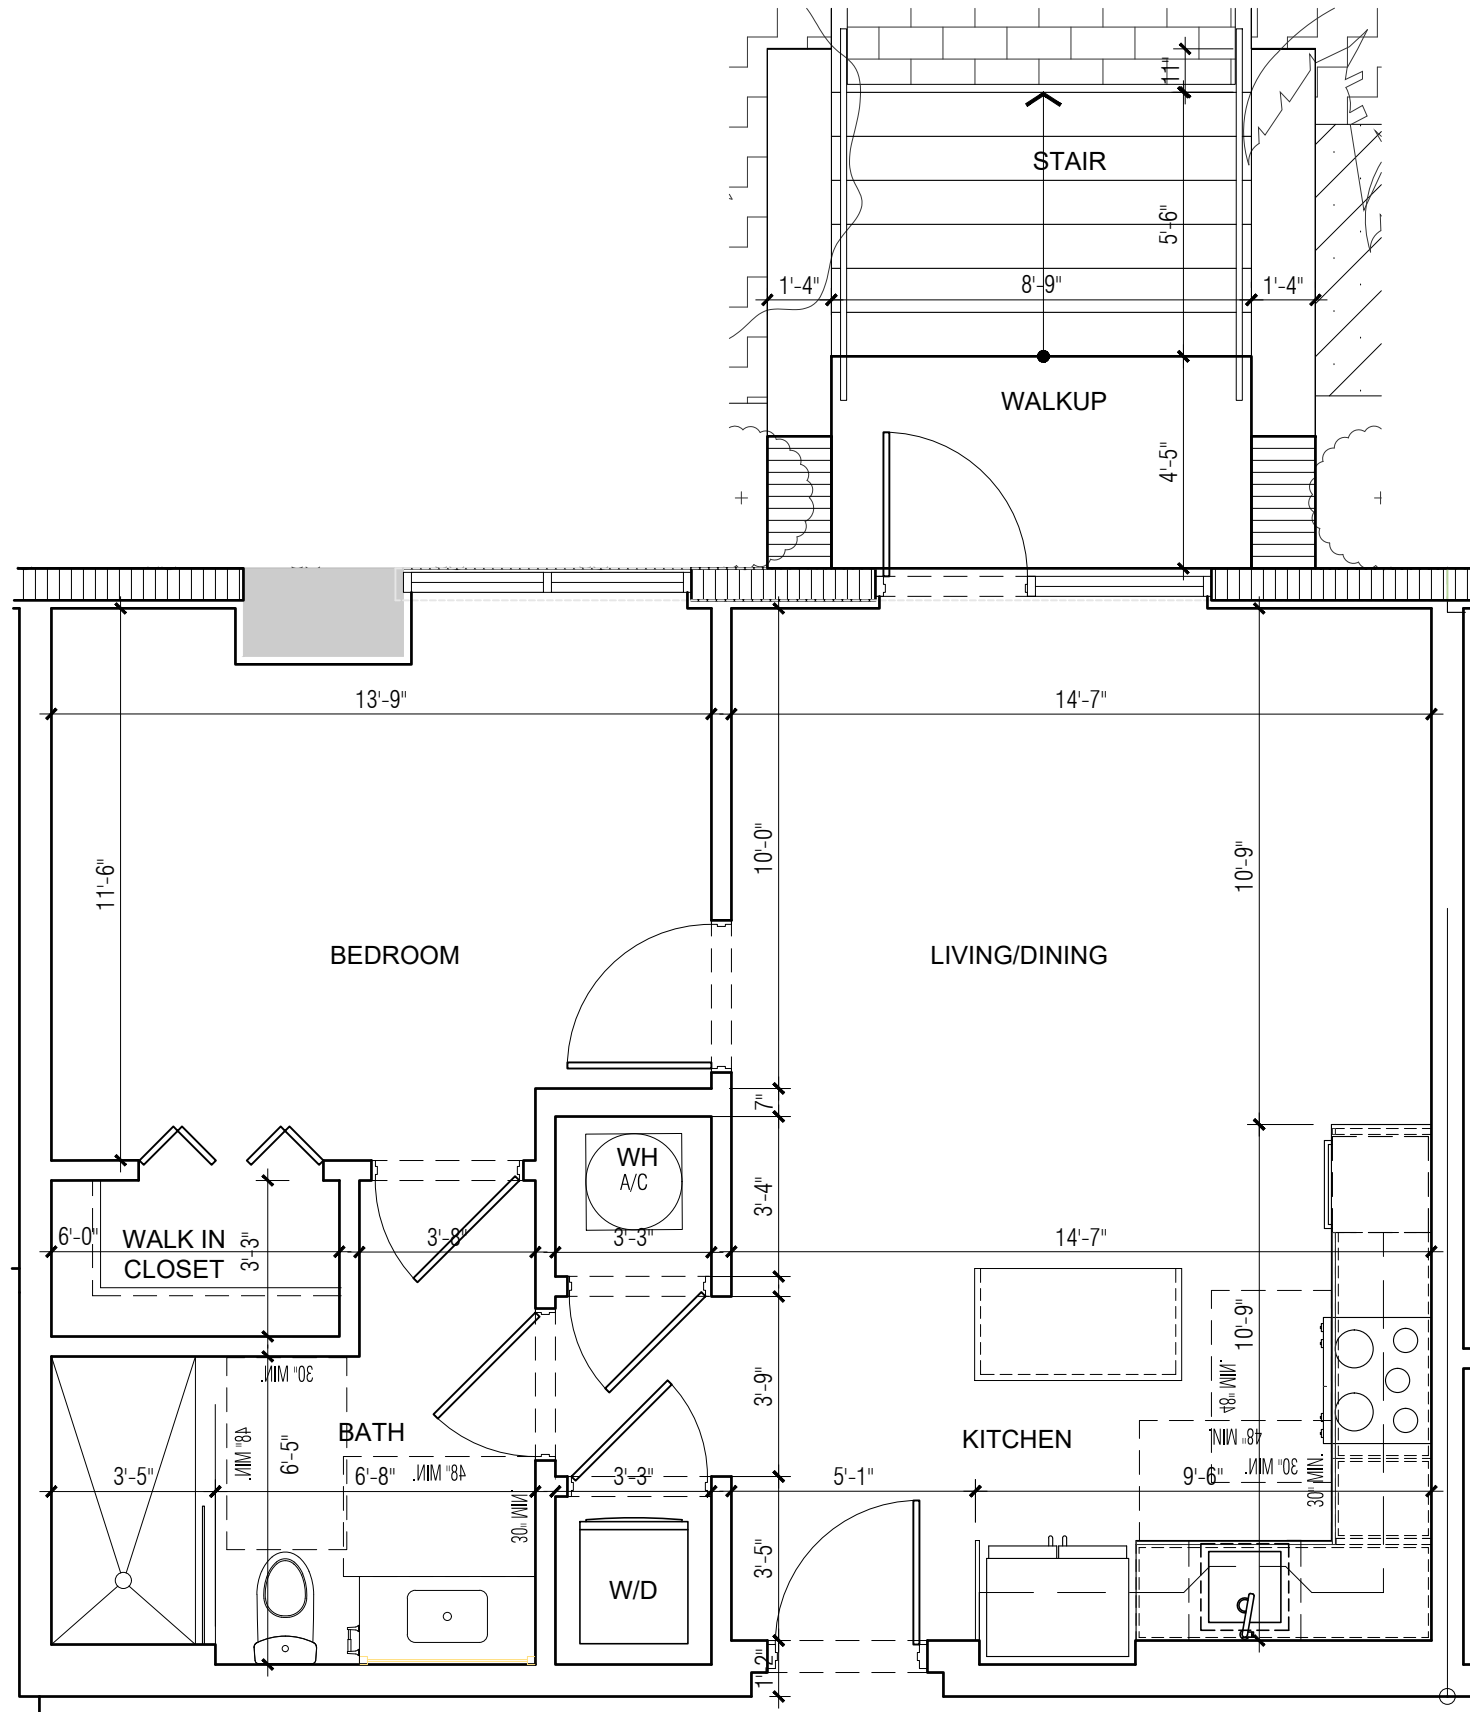 11"
STAIR
5'-6"
1'-4"
8'-9"
1'-4"
WALKUP
4'-5"
13'-9"
14'-7"
11'-6"
10'-0"
10'-9"
BEDROOM
LIVING/DINING
7"
WH
A/C
3'-4"
6'-0"
WALK IN
CLOSET
3'-3"
3'-8"
3'-3"
14'-7"
10'-9"
30" MIN.
48" MIN.
3'-9"
BATH
KITCHEN
48" MIN.
6'-5"
48" MIN.
30" MIN.
3'-5"
6'-8"
48" MIN.
3'-3"
5'-1"
9'-6"
30" MIN.
30" MIN.
3'-5"
W/D
1'-2"